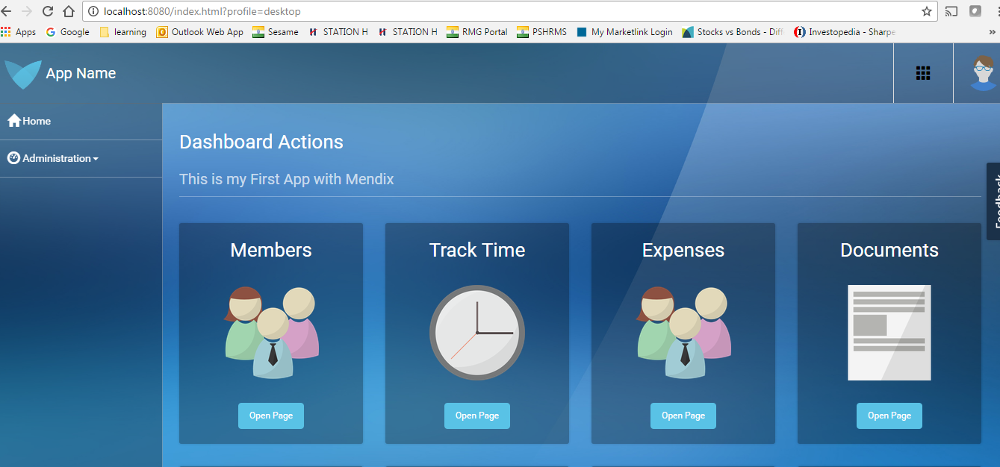 localhost:8080/index.html?profile=desktop
Apps Google learning Outlook Web App Sesame STATION H STATION H RMG Portal PSHRMS My Marketlink Login Stocks vs Bonds - Diff Investopedia - Sharpe »
App Name
Home
Administration
Dashboard Actions
This is my First App with Mendix
Feedback
Members Track Time Expenses Documents
Open Page Open Page Open Page Open Page